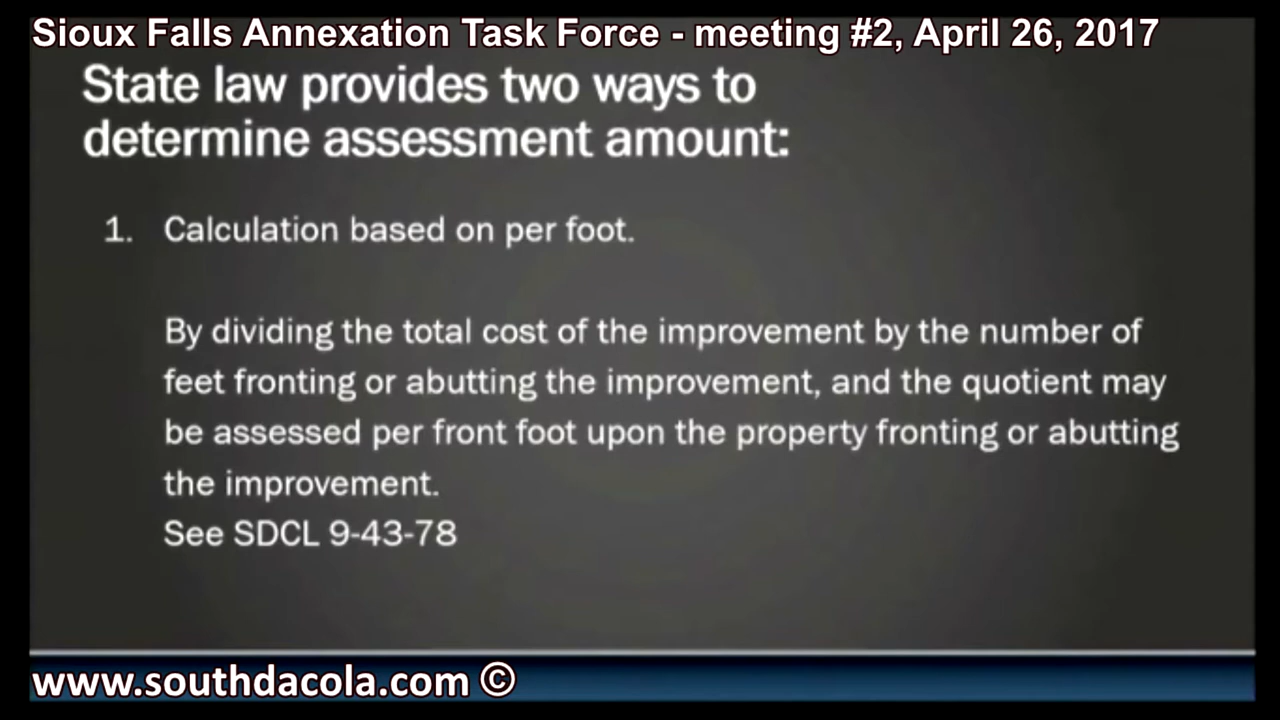 Sioux Falls Annexation Task Force - meeting #2, April 26, 2017
State law provides two ways to
determine assessment amount:
1. Calculation based on per foot.
By dividing the total cost of the improvement by the number of
feet fronting or abutting the improvement, and the quotient may
be assessed per front foot upon the property fronting or abutting
the improvement.
See SDCL 9-43-78
www.southdacola.com ©